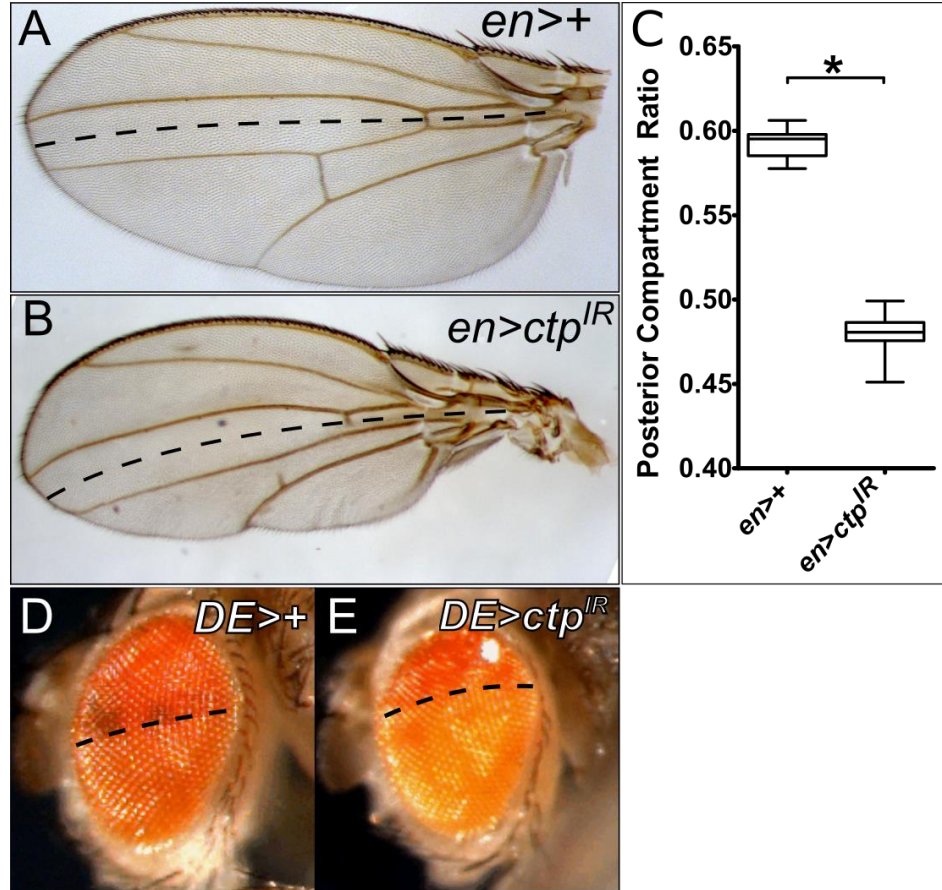 A
en>+
B
en>ctp^IR
C
Posterior Compartment Ratio
0.65
0.60
0.55
0.50
0.45
0.40
*
en>+
en>ctp^IR
D
DE>+
E
DE>ctp^IR